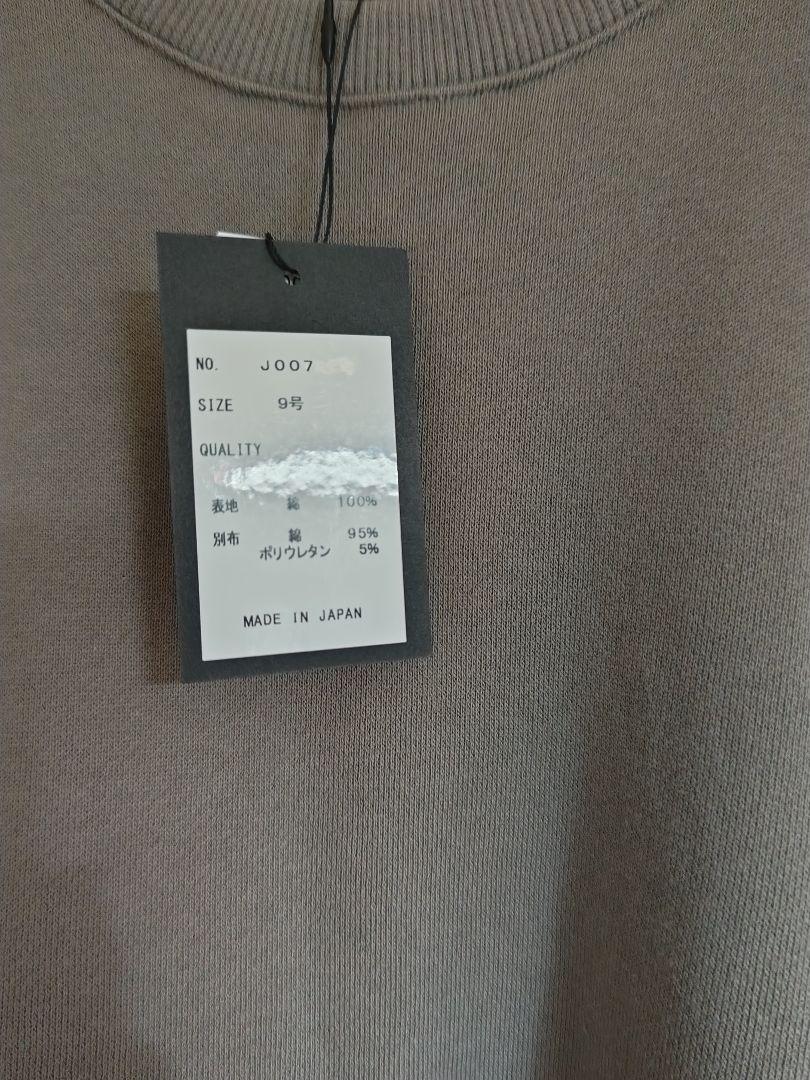 NO. J007
SIZE 9号
QUALITY
表地 綿 100%
別布 綿 95%
ポリウレタン 5%
MADE IN JAPAN